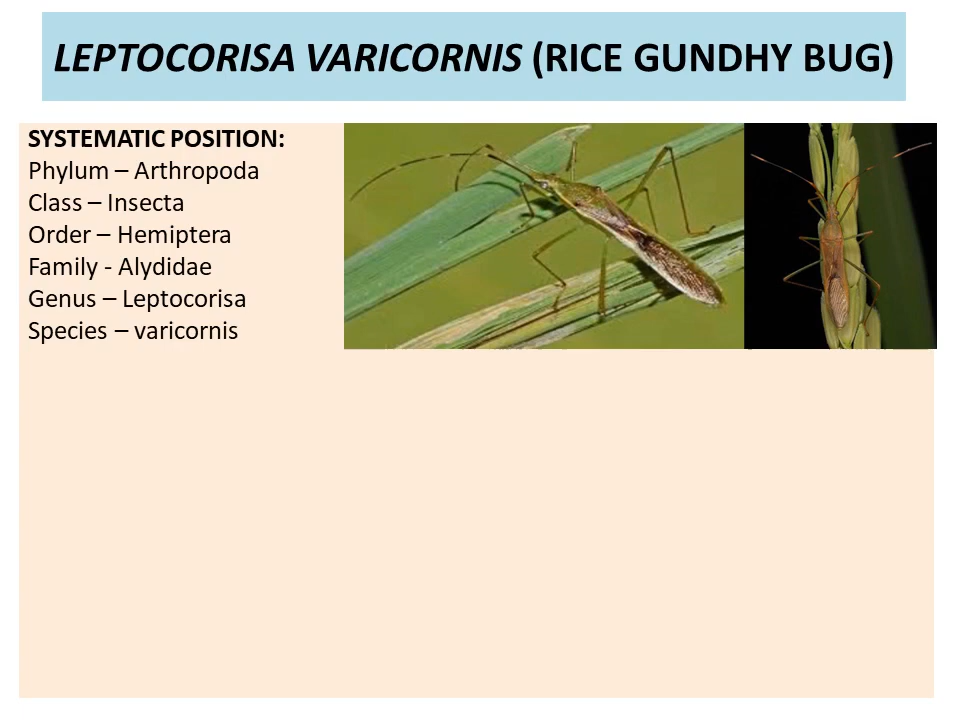 LEPTOCORISA VARICORNIS (RICE GUNDHY BUG)
SYSTEMATIC POSITION:
Phylum – Arthropoda
Class – Insecta
Order – Hemiptera
Family - Alydidae
Genus – Leptocorisa
Species – varicornis